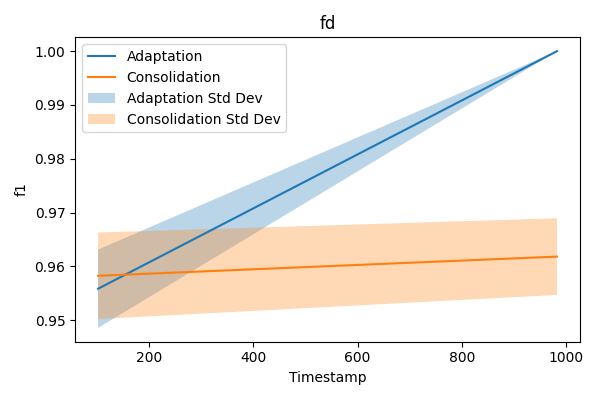 fd
Adaptation
Consolidation
Adaptation Std Dev
Consolidation Std Dev
1.00
0.99
0.98
0.97
0.96
0.95
f1
200
400
600
800
1000
Timestamp